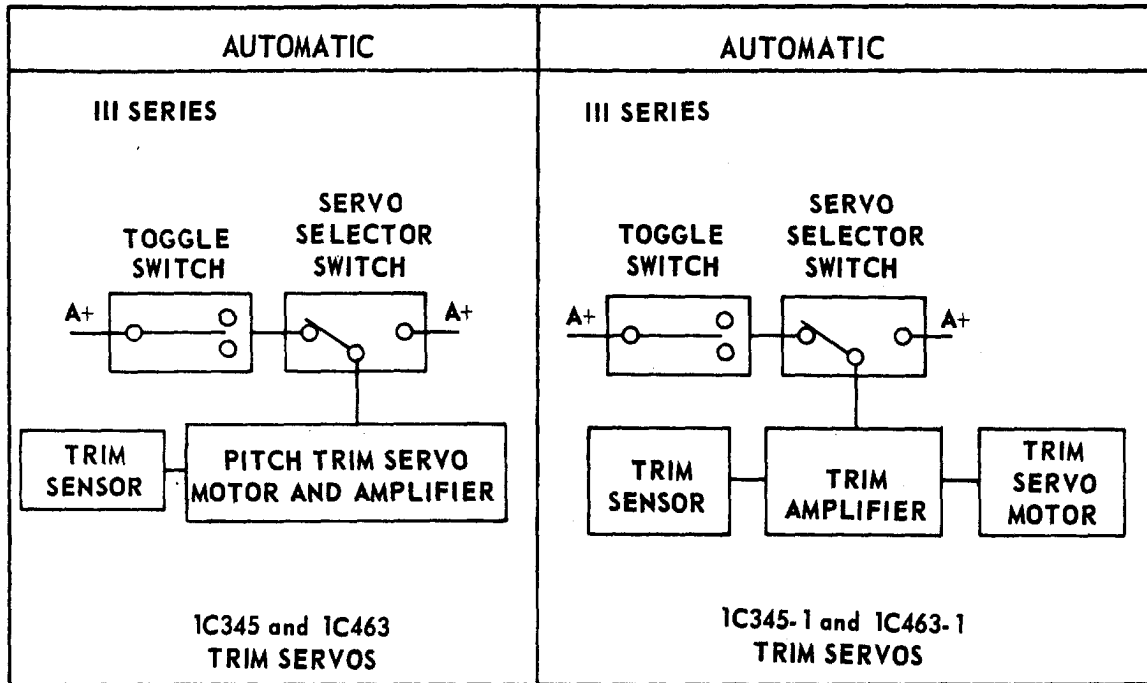 AUTOMATIC
III SERIES
TOGGLE
SWITCH
SERVO
SELECTOR
SWITCH
A+
A+
TRIM
SENSOR
PITCH TRIM SERVO
MOTOR AND AMPLIFIER
1C345 and 1C463
TRIM SERVOS
AUTOMATIC
III SERIES
TOGGLE
SWITCH
SERVO
SELECTOR
SWITCH
A+
A+
TRIM
SENSOR
TRIM
AMPLIFIER
TRIM
SERVO
MOTOR
1C345-1 and 1C463-1
TRIM SERVOS